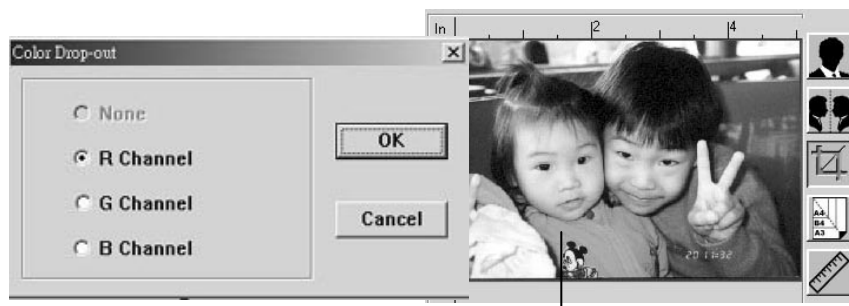 Color Drop-out
None
R Channel
G Channel
B Channel
OK
Cancel
In
2
4
A4
B4
A3